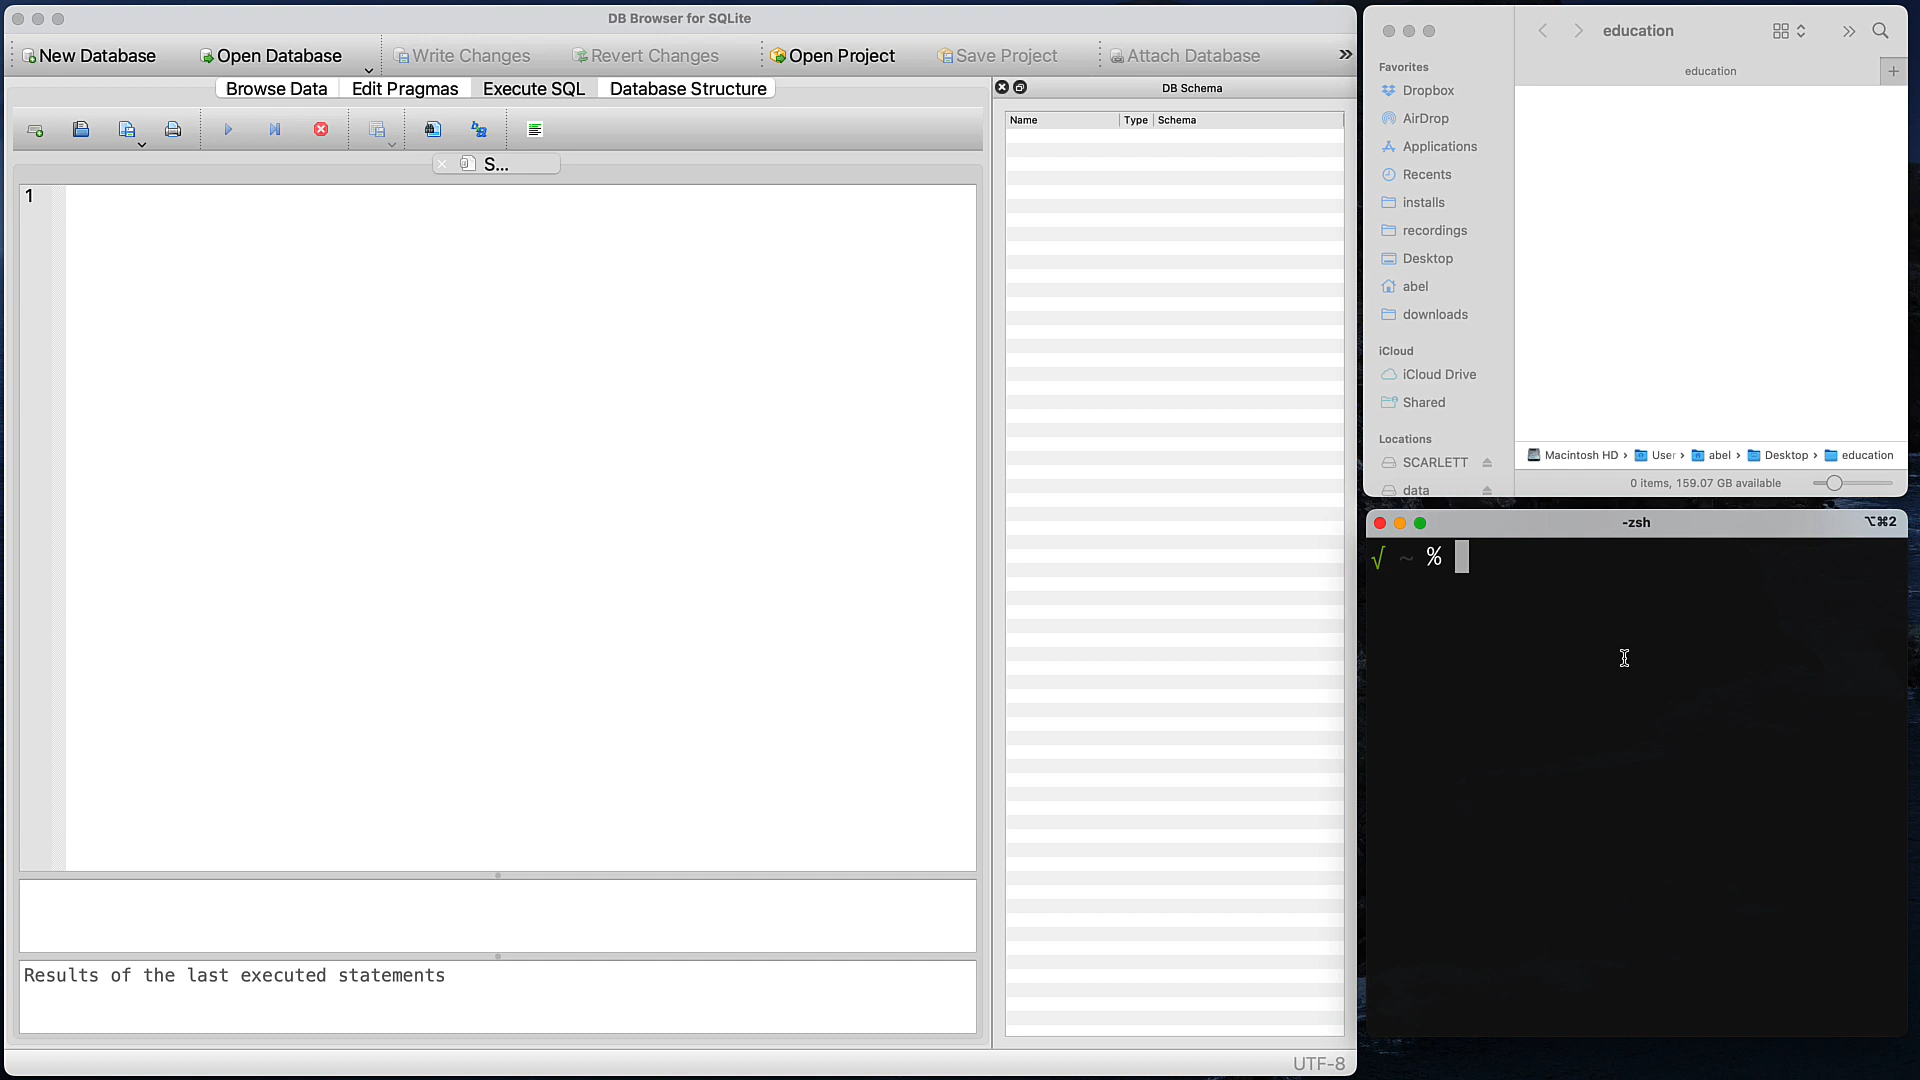 DB Browser for SQLite
New Database
Open Database
Write Changes
Revert Changes
Open Project
Save Project
Attach Database
»
Browse Data
Edit Pragmas
Execute SQL
Database Structure
S...
1
Results of the last executed statements
UTF-8
DB Schema
Name
Type
Schema
education
education
Favorites
Dropbox
AirDrop
Applications
Recents
installs
recordings
Desktop
abel
downloads
iCloud
iCloud Drive
Shared
Locations
SCARLETT
data
Macintosh HD › User › abel › Desktop › education
0 items, 159.07 GB available
-zsh
⌥⌘2
√ ~ %